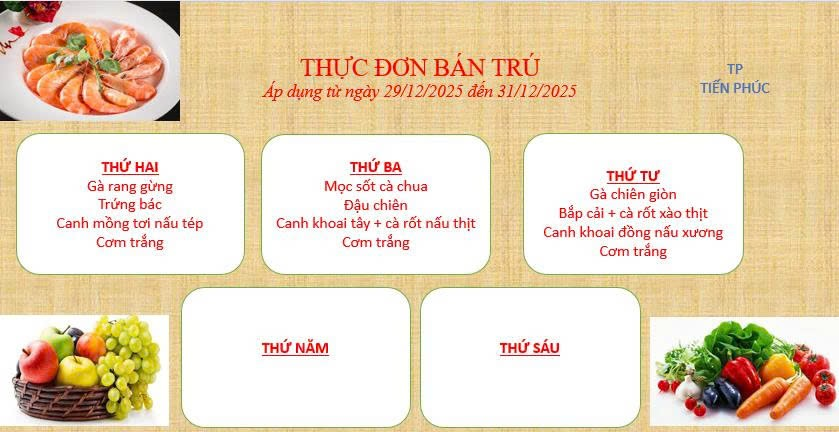 THỰC ĐƠN BÁN TRÚ
Áp dụng từ ngày 29/12/2025 đến 31/12/2025
TP
TIẾN PHÚC
THỨ HAI
Gà rang gừng
Trứng bác
Canh mồng tơi nấu tép
Cơm trắng
THỨ BA
Mọc sốt cà chua
Đậu chiên
Canh khoai tây + cà rốt nấu thịt
Cơm trắng
THỨ TƯ
Gà chiên giòn
Bắp cải + cà rốt xào thịt
Canh khoai đồng nấu xương
Cơm trắng
THỨ NĂM
THỨ SÁU